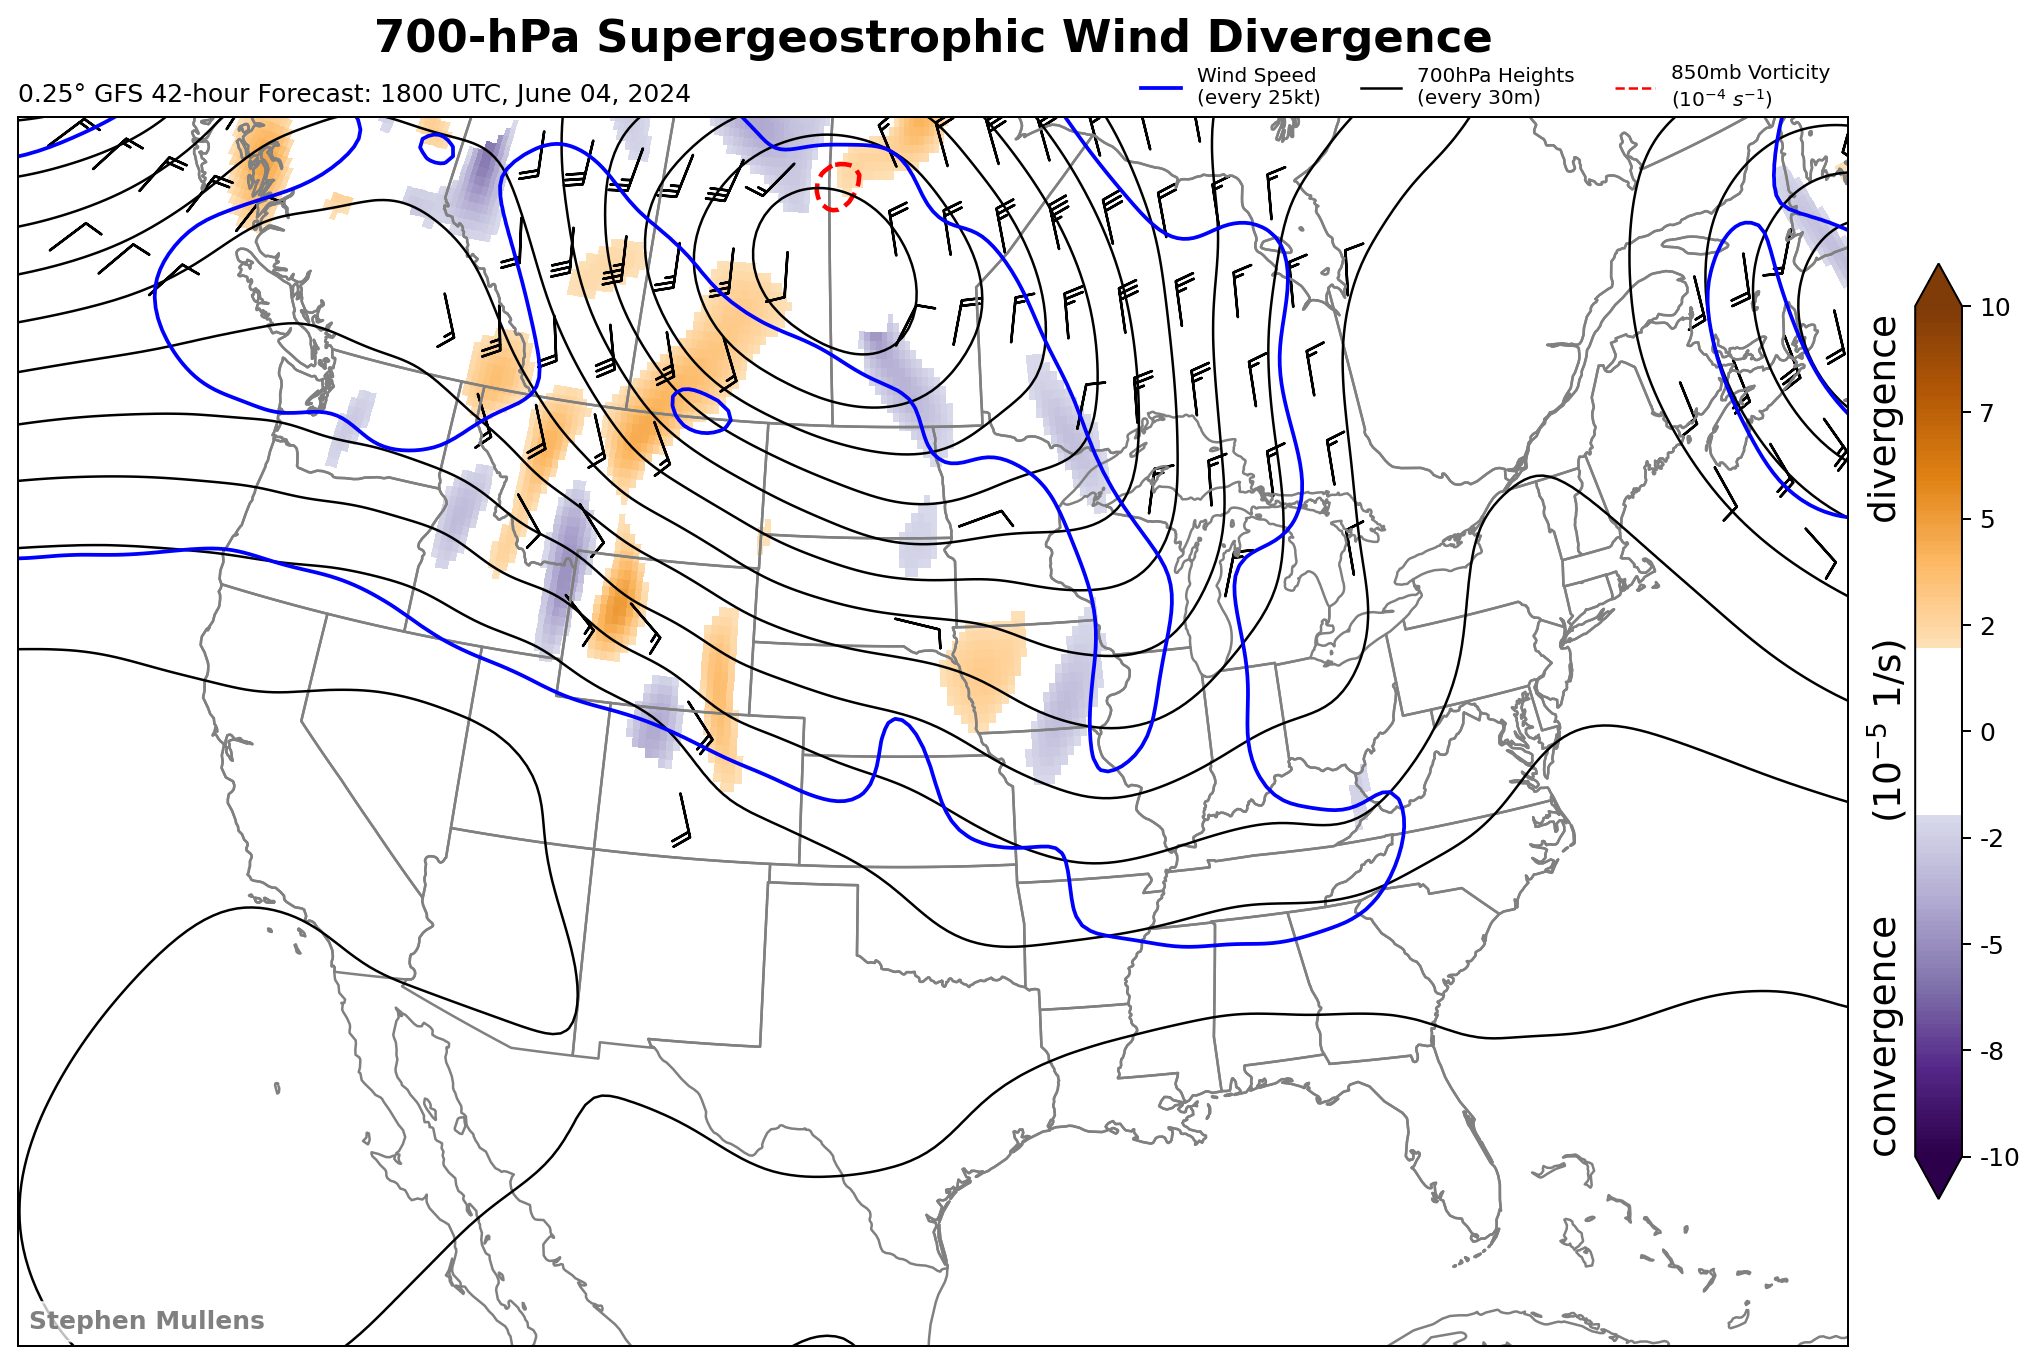 700-hPa Supergeostrophic Wind Divergence
0.25° GFS 42-hour Forecast: 1800 UTC, June 04, 2024
Wind Speed
(every 25kt)
700hPa Heights
(every 30m)
850mb Vorticity
(10⁻⁴ s⁻¹)
10
7
5
2
0
-2
-5
-8
-10
convergence (10⁻⁵ 1/s) divergence
Stephen Mullens